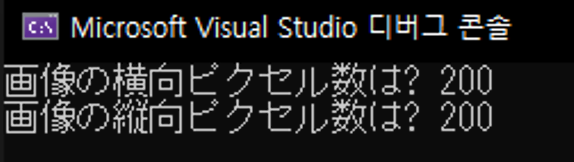 Microsoft Visual Studio 디버그 콘솔
画像の横向ピクセル数は? 200
画像の縦向ピクセル数は? 200